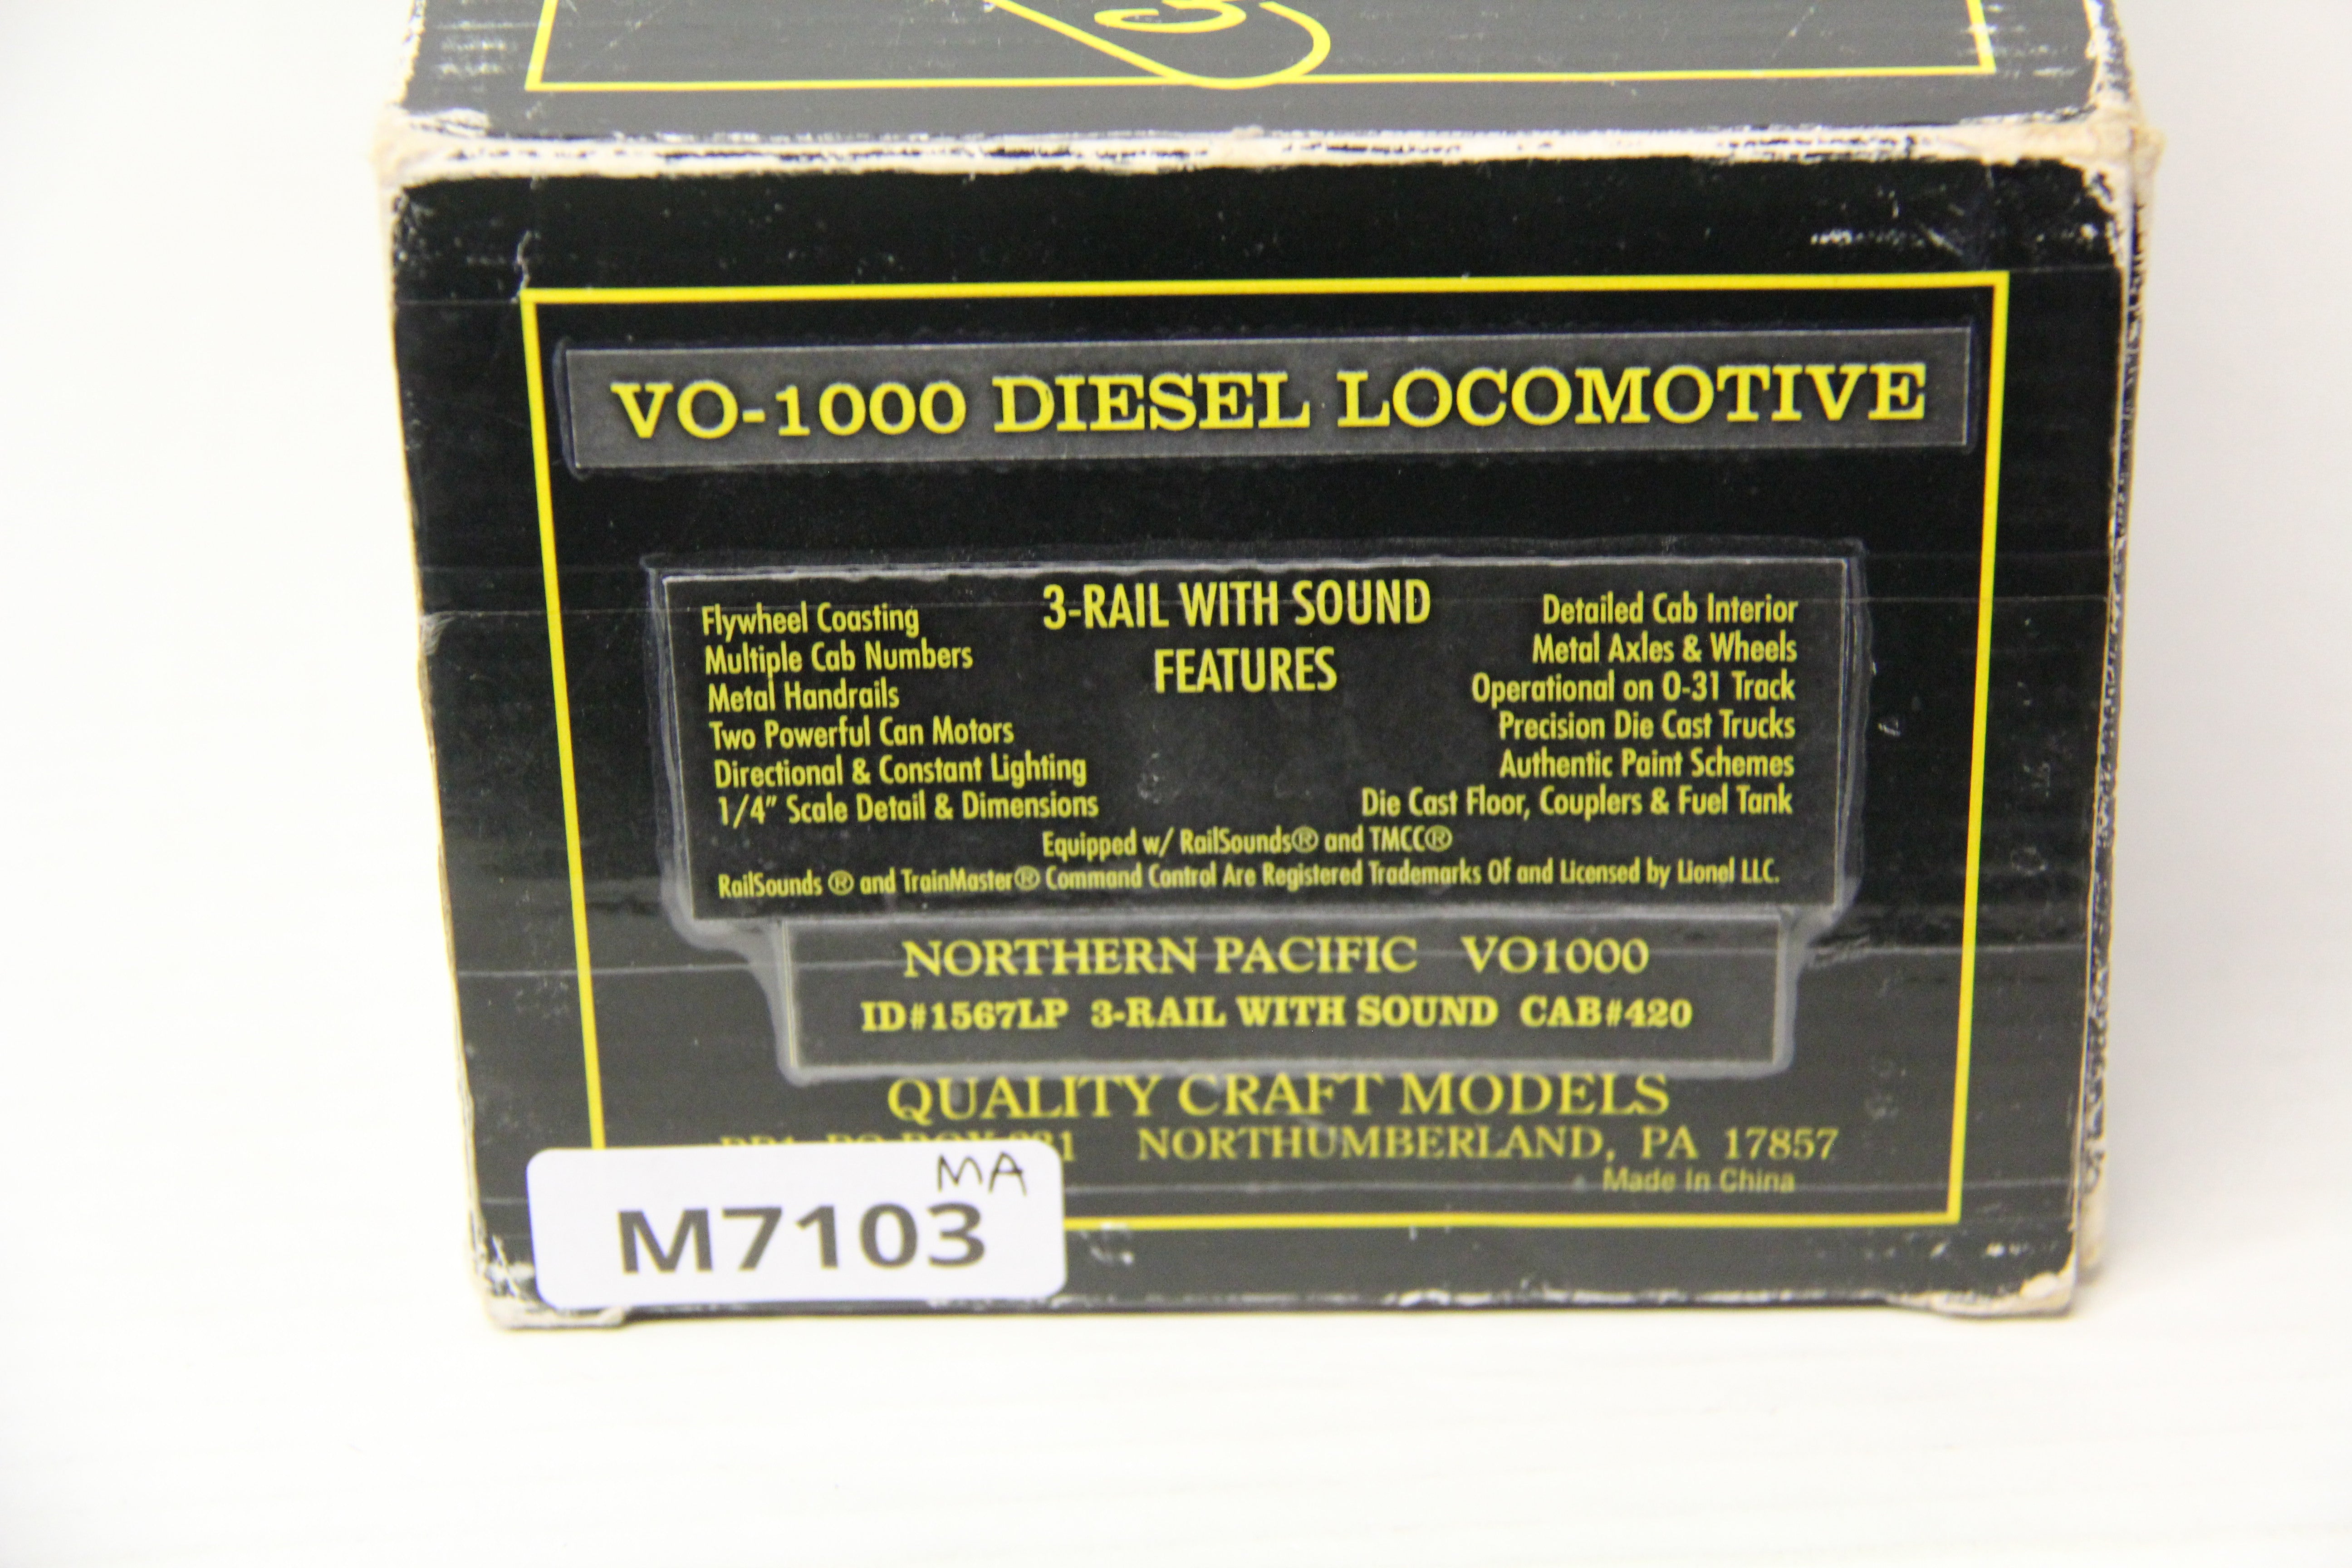 VO-1000 DIESEL LOCOMOTIVE
3-RAIL WITH SOUND
FEATURES
Flywheel Coasting
Multiple Cab Numbers
Metal Handrails
Two Powerful Can Motors
Directional & Constant Lighting
1/4" Scale Detail & Dimensions
Detailed Cab Interior
Metal Axles & Wheels
Operational on O-31 Track
Precision Die Cast Trucks
Authentic Paint Schemes
Die Cast Floor, Couplers & Fuel Tank
Equipped w/ RailSounds® and TMCC®
RailSounds ® and TrainMaster® Command Control Are Registered Trademarks Of and Licensed by Lionel LLC.
NORTHERN PACIFIC VO1000
ID#1567LP 3-RAIL WITH SOUND CAB#420
QUALITY CRAFT MODELS
NORTHUMBERLAND, PA 17857
Made In China
MA
M7103